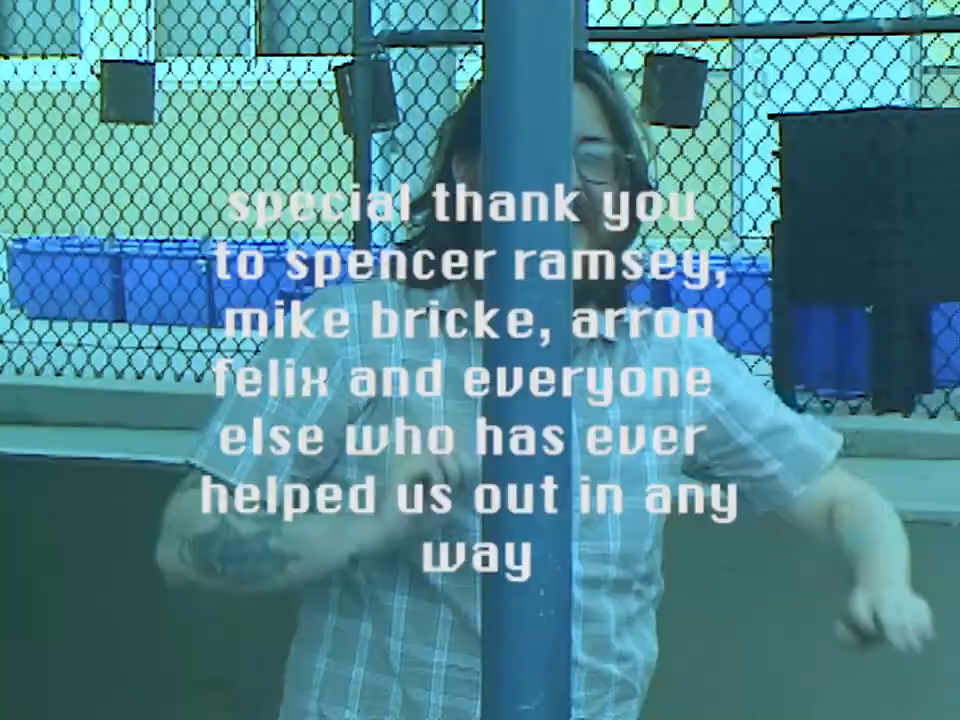 special thank you
to spencer ramsey,
mike bricke, arron
felix and everyone
else who has ever
helped us out in any
way